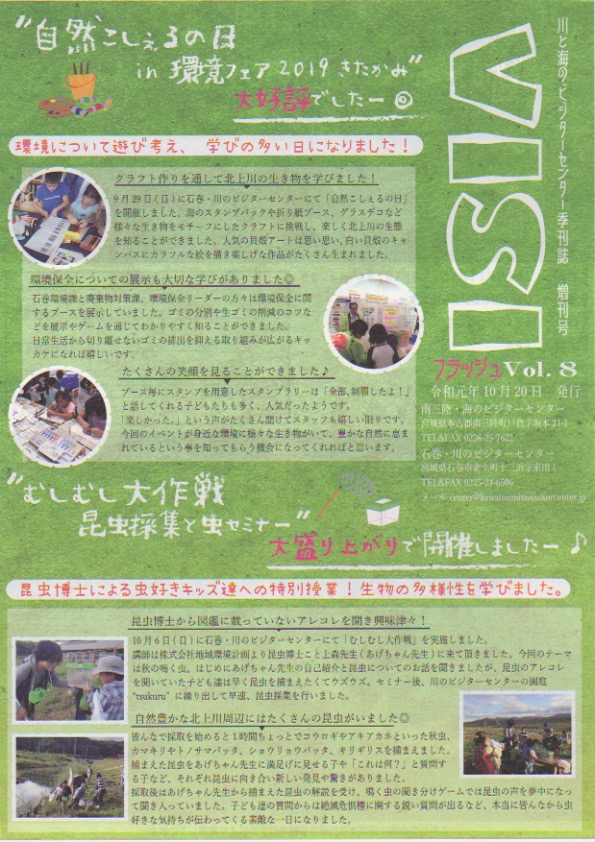 "自然こしぇるの日
in 環境フェア 2019 きたかみ"
大好評でしたー◎
環境について遊び考え、 学びの多い日になりました！
クラフト作りを通して北上川の生き物を学びました！
9月29日(日)に石巻・川のビジターセンターにて「自然こしぇるの日」
を開催しました。海のスタンプバックや折り紙ブース、グラスデコなど
様々な生き物をモチーフにしたクラフトに挑戦し、楽しく北上川の生態
を知ることができました。人気の貝殻アートは思い思い、白い貝殻のキャ
ンバスにカラフルな絵を描き楽しげな作品がたくさん生まれました。
環境保全についての展示も大切な学びがありました◎
石巻環境課と廃棄物対策課、環境保全リーダーの方々は環境保全に関
するブースを展示していました。ゴミの分別や生ゴミの削減のコツな
どを展示やゲームを通じてわかりやすく知ることができました。
日常生活から切り離せないゴミの排出を抑える取り組みが広がるキッ
カケになれば嬉しいです。
たくさんの笑顔を見ることができました♪
ブース毎にスタンプを用意したスタンプラリーは「全部、制覇したよ！」
と話してくれる子どもたちも多く、人気だったようです。
「楽しかった。」という声がたくさん聞けてスタッフも嬉しい限りです。
今回のイベントが身近な環境に様々な生き物がいて、豊かな自然に恵ま
れているという事を知ってもらう機会になってくれればと思います。
川と海のビジターセンター季刊誌 増刊号
VISI
フラッシュ Vol. 8
令和元年10月20日 発行
南三陸・海のビジターセンター
宮城県本吉郡南三陸町戸倉字坂本21-1
TEL&FAX 0226-25-7622
石巻・川のビジターセンター
宮城県石巻市北上町十三浜字東田1
TEL&FAX 0225-24-6506
メール center@kawatouminovisitorcenter.jp
"むしむし大作戦
昆虫採集と虫セミナー"
大盛り上がりで開催しましたー♪
昆虫博士による虫好きキッズ達への特別授業！生物の多様性を学びました。
昆虫博士から図鑑に載っていないアレコレを聞き興味津々！
10月6日(日)に石巻・川のビジターセンターにて「むしむし大作戦」を実施しました。
講師は株式会社地域環境計画より昆虫博士こと上森先生(あげちゃん先生)に来て頂きました。今回のテーマ
は秋の鳴く虫。はじめにあげちゃん先生の自己紹介と昆虫についてのお話を聞きましたが、昆虫のアレコレ
を聞いていた子ども達は早く昆虫を捕まえたくてウズウズ。セミナー後、川のビジターセンターの園庭
"tsukuru" に繰り出して早速、昆虫採集を行いました。
自然豊かな北上川周辺にはたくさんの昆虫がいました◎
皆んなで採取を始めると1時間ちょっとでコウロギやアキアカネといった秋虫、
カマキリやトノサマバッタ、ショウリョウバッタ、キリギリスを捕まえました。
捕まえた昆虫をあげちゃん先生に満足げに見せる子や「これは何？」と質問す
る子など、それぞれ昆虫に向き合い新しい発見や驚きがありました。
採取後はあげちゃん先生から捕まえた昆虫の解説を受け、鳴く虫の聞き分けゲームでは昆虫の声を夢中になっ
て聞き入っていました。子ども達の質問からは絶滅危惧種に関する鋭い質問が出るなど、本当に皆んなから虫
好きな気持ちが伝わってくる素敵な一日になりました。